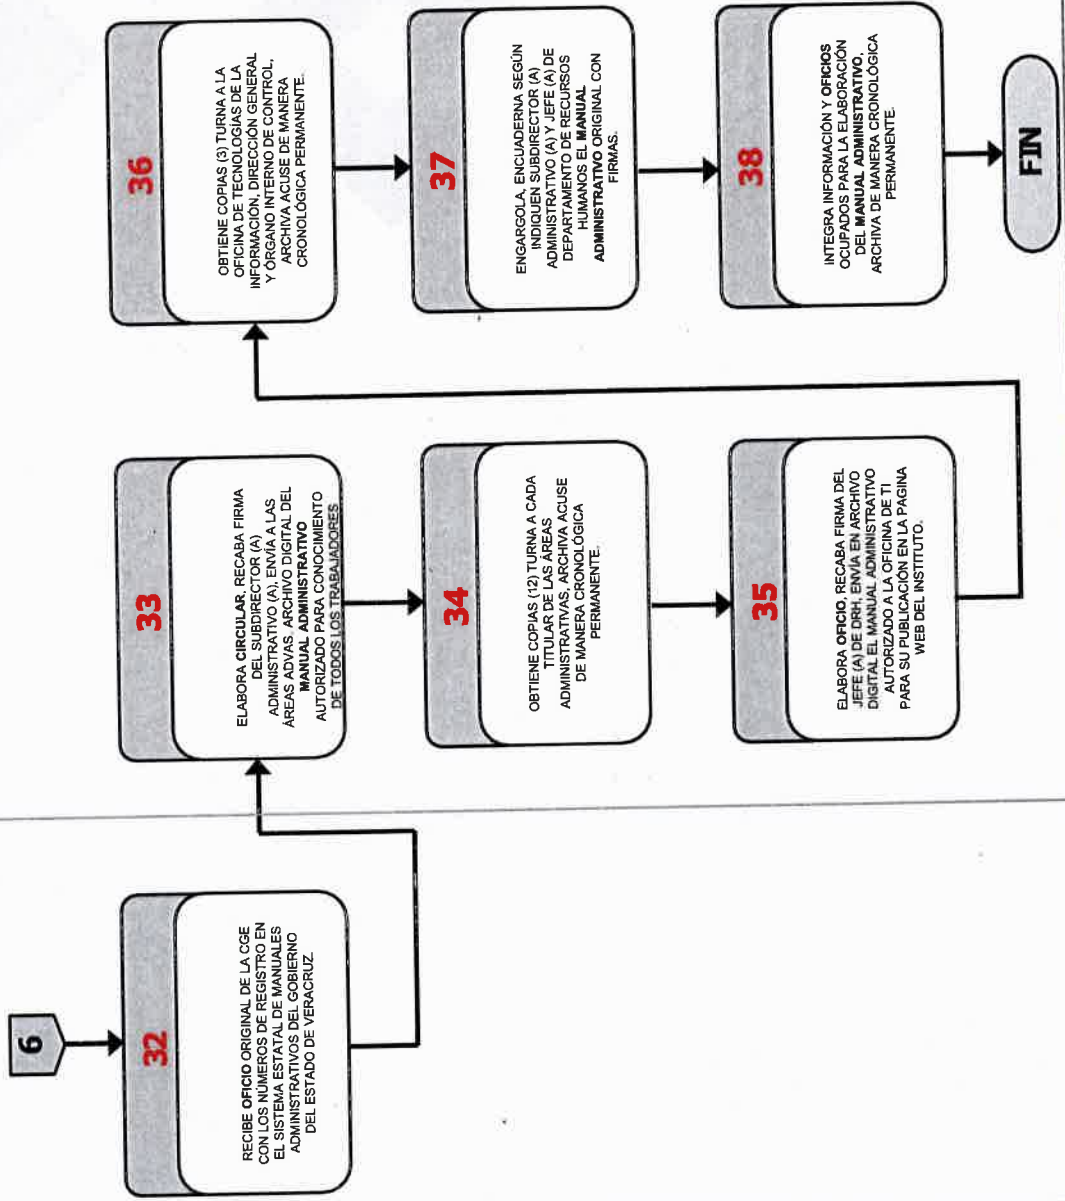 6
32
RECIBE OFICIO ORIGINAL DE LA CGE
CON LOS NÚMEROS DE REGISTRO EN
EL SISTEMA ESTATAL DE MANUALES
ADMINISTRATIVOS DEL GOBIERNO
DEL ESTADO DE VERACRUZ.
33
ELABORA CIRCULAR, RECABA FIRMA
DEL SUBDIRECTOR (A)
ADMINISTRATIVO (A), ENVÍA A LAS
ÁREAS ADVAS. ARCHIVO DIGITAL DEL
MANUAL ADMINISTRATIVO
AUTORIZADO PARA CONOCIMIENTO
DE TODOS LOS TRABAJADORES
34
OBTIENE COPIAS (12) TURNA A CADA
TITULAR DE LAS ÁREAS
ADMINISTRATIVAS, ARCHIVA ACUSE
DE MANERA CRONOLÓGICA
PERMANENTE.
35
ELABORA OFICIO, RECABA FIRMA DEL
JEFE (A) DE DRH, ENVÍA EN ARCHIVO
DIGITAL EL MANUAL ADMINISTRATIVO
AUTORIZADO A LA OFICINA DE TI
PARA SU PUBLICACIÓN EN LA PAGINA
WEB DEL INSTITUTO.
36
OBTIENE COPIAS (3) TURNA A LA
OFICINA DE TECNOLOGÍAS DE LA
INFORMACIÓN, DIRECCIÓN GENERAL
Y ÓRGANO INTERNO DE CONTROL,
ARCHIVA ACUSE DE MANERA
CRONOLÓGICA PERMANENTE.
37
ENGARGOLA, ENCUADERNA SEGÚN
INDIQUEN SUBDIRECTOR (A)
ADMINISTRATIVO (A) Y JEFE (A) DE
DEPARTAMENTO DE RECURSOS
HUMANOS EL MANUAL
ADMINISTRATIVO ORIGINAL CON
FIRMAS.
38
INTEGRA INFORMACIÓN Y OFICIOS
OCUPADOS PARA LA ELABORACIÓN
DEL MANUAL ADMINISTRATIVO,
ARCHIVA DE MANERA CRONOLÓGICA
PERMANENTE.
FIN